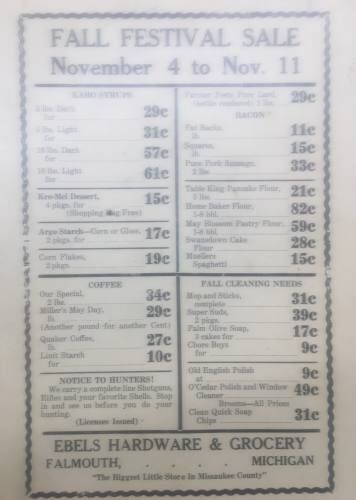 FALL FESTIVAL SALE
November 4 to Nov. 11
KARO SYRUPS
5 lbs. Dark for 29c
5 lbs. Light for 31c
10 lbs. Dark for 57c
10 lbs. Light for 61c
Kre-Mel Dessert, 15c
4 pkgs. for
(Shopping Bag Free)
Argo Starch—Corn or Gloss, 17c
2 pkgs. for
Corn Flakes, 19c
2 pkgs.
Farmer Pete's Pure Lard, 29c
Kettle rendered; 2 lbs.
BACON
Fat Backs, lb. 11c
Squares, lb. 15c
Pure Pork Sausage, 2 lbs. 33c
Table King Pancake Flour, 21c
5 lbs.
Home Baker Flour, 82c
1-8 bbl.
May Blossom Pastry Flour, 59c
1-8 bbl.
Swansdown Cake Flour 28c
Muellers Spaghetti 15c
COFFEE
Our Special, 2 lbs. 34c
Miller's May Day, lb. 29c
(Another pound for another Cent)
Quaker Coffee, lb. 27c
Linit Starch for 10c
NOTICE TO HUNTERS!
We carry a complete line Shotguns,
Rifles and your favorite Shells. Stop
in and see us before you do your
hunting.
(Licenses Issued)
FALL CLEANING NEEDS
Mop and Sticks, complete 31c
Super Suds, 2 pkgs. 39c
Palm Olive Soap, 3 cakes for 17c
Chore Boys for 9c
Old English Polish at 9c
O'Cedar Polish and Window Cleaner 49c
Brooms—All Prices
Clean Quick Soap Chips 31c
EBELS HARDWARE & GROCERY
FALMOUTH, . . . . . MICHIGAN
"The Biggest Little Store In Missaukee County"